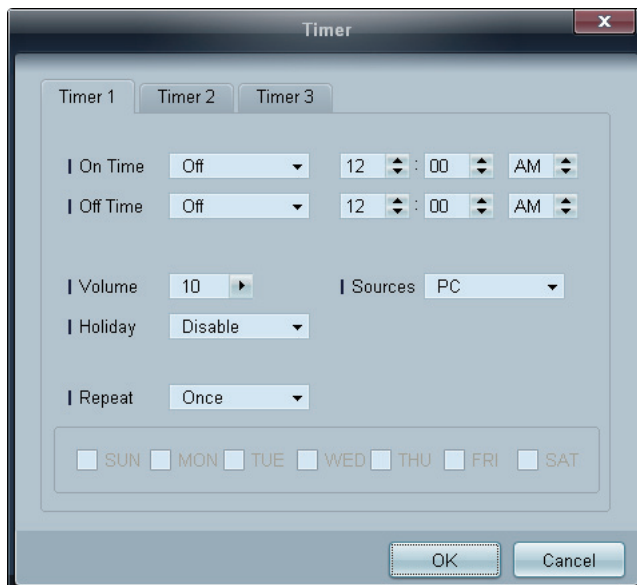 Timer
x
Timer 1 Timer 2 Timer 3
On Time Off 12 : 00 AM
Off Time Off 12 : 00 AM
Volume 10 Sources PC
Holiday Disable
Repeat Once
SUN MON TUE WED THU FRI SAT
OK Cancel